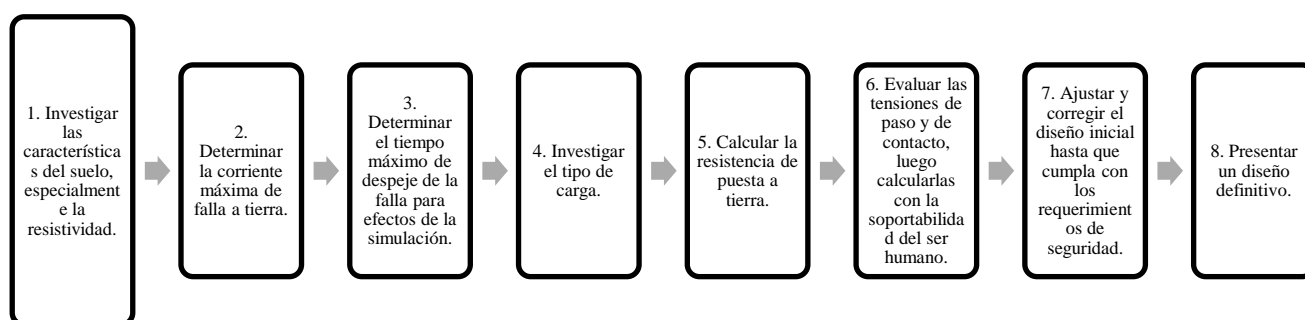 1. Investigar
las
característica
s del suelo,
especialment
e la
resistividad.
2.
Determinar
la corriente
máxima de
falla a tierra.
3.
Determinar
el tiempo
máximo de
despeje de la
falla para
efectos de la
simulación.
4. Investigar
el tipo de
carga.
5. Calcular la
resistencia de
puesta a
tierra.
6. Evaluar las
tensiones de
paso y de
contacto,
luego
calcularlas
con la
soportabilida
d del ser
humano.
7. Ajustar y
corregir el
diseño inicial
hasta que
cumpla con
los
requerimient
os de
seguridad.
8. Presentar
un diseño
definitivo.